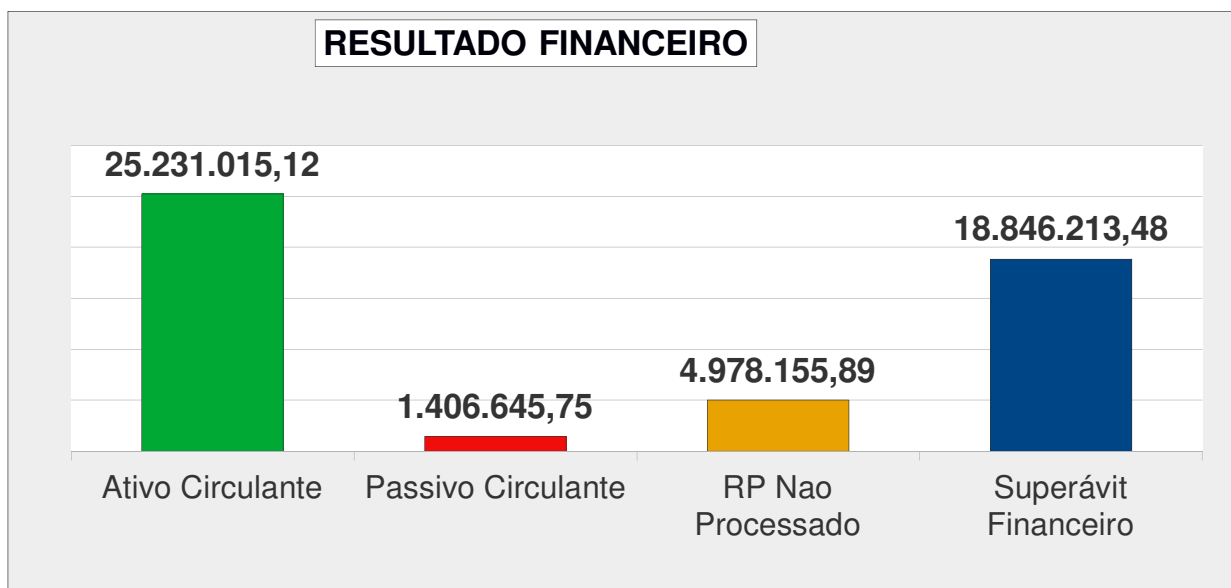 RESULTADO FINANCEIRO
25.231.015,12
18.846.213,48
4.978.155,89
1.406.645,75
Ativo Circulante
Passivo Circulante
RP Nao
Processado
Superávit
Financeiro